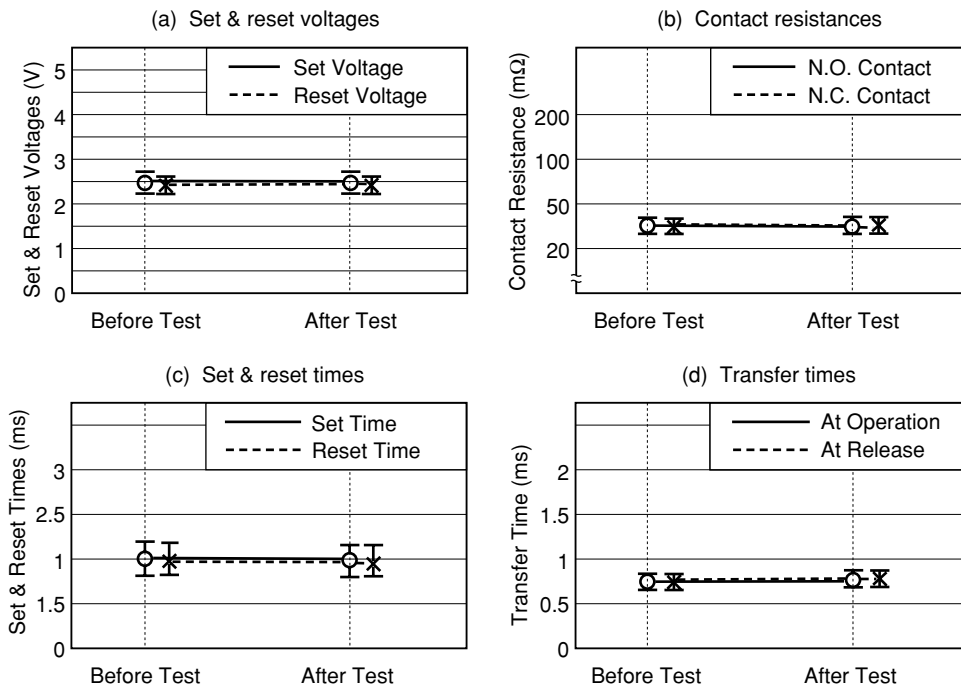 (a) Set & reset voltages
Set & Reset Voltages (V)
5
4
3
2
1
0
Set Voltage
Reset Voltage
Before Test
After Test
(b) Contact resistances
Contact Resistance (mΩ)
200
100
50
20
N.O. Contact
N.C. Contact
Before Test
After Test
(c) Set & reset times
Set & Reset Times (ms)
3
2.5
1
1.5
0
Set Time
Reset Time
Before Test
After Test
(d) Transfer times
Transfer Time (ms)
2
1.5
1
0.5
0
At Operation
At Release
Before Test
After Test